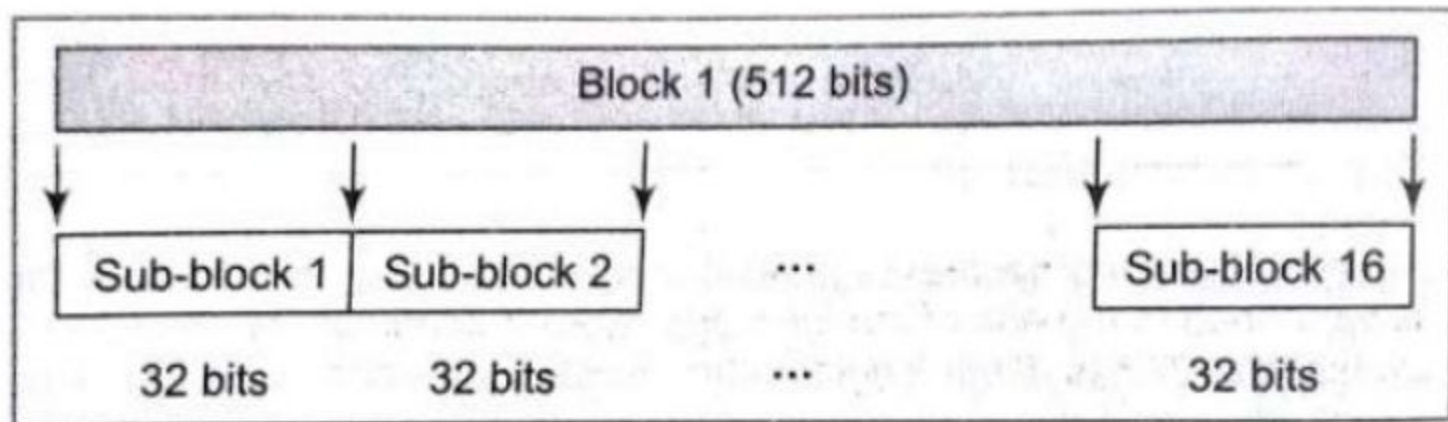 Block 1 (512 bits)
Sub-block 1 Sub-block 2 ... Sub-block 16
32 bits 32 bits ... 32 bits